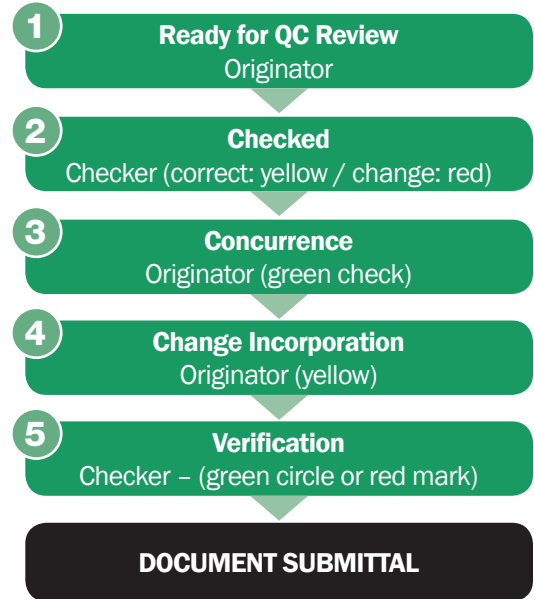 1
Ready for QC Review
Originator
2
Checked
Checker (correct: yellow / change: red)
3
Concurrence
Originator (green check)
4
Change Incorporation
Originator (yellow)
5
Verification
Checker – (green circle or red mark)
DOCUMENT SUBMITTAL